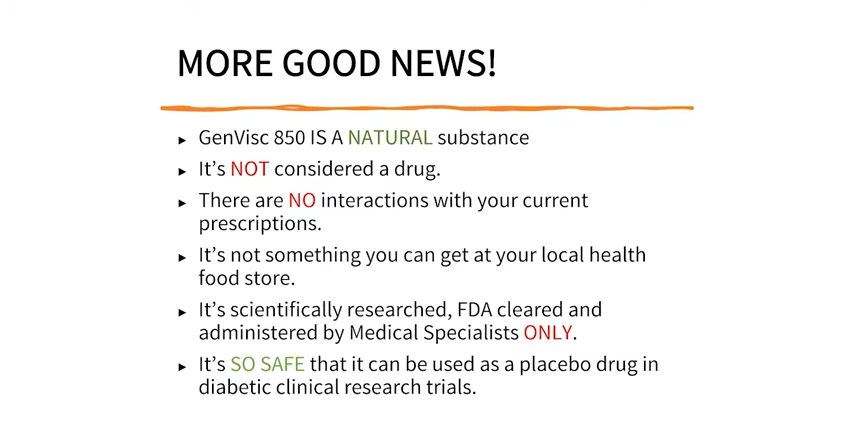 MORE GOOD NEWS!
► GenVisc 850 IS A NATURAL substance
► It's NOT considered a drug.
► There are NO interactions with your current
prescriptions.
► It's not something you can get at your local health
food store.
► It's scientifically researched, FDA cleared and
administered by Medical Specialists ONLY.
► It's SO SAFE that it can be used as a placebo drug in
diabetic clinical research trials.